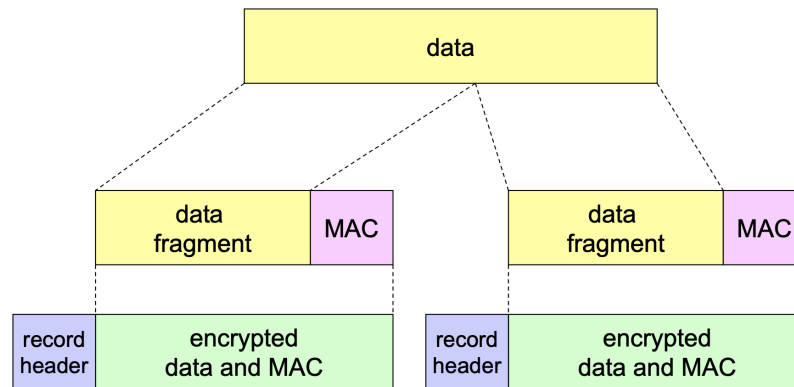 data
data
fragment
MAC
data
fragment
MAC
record
header
encrypted
data and MAC
record
header
encrypted
data and MAC